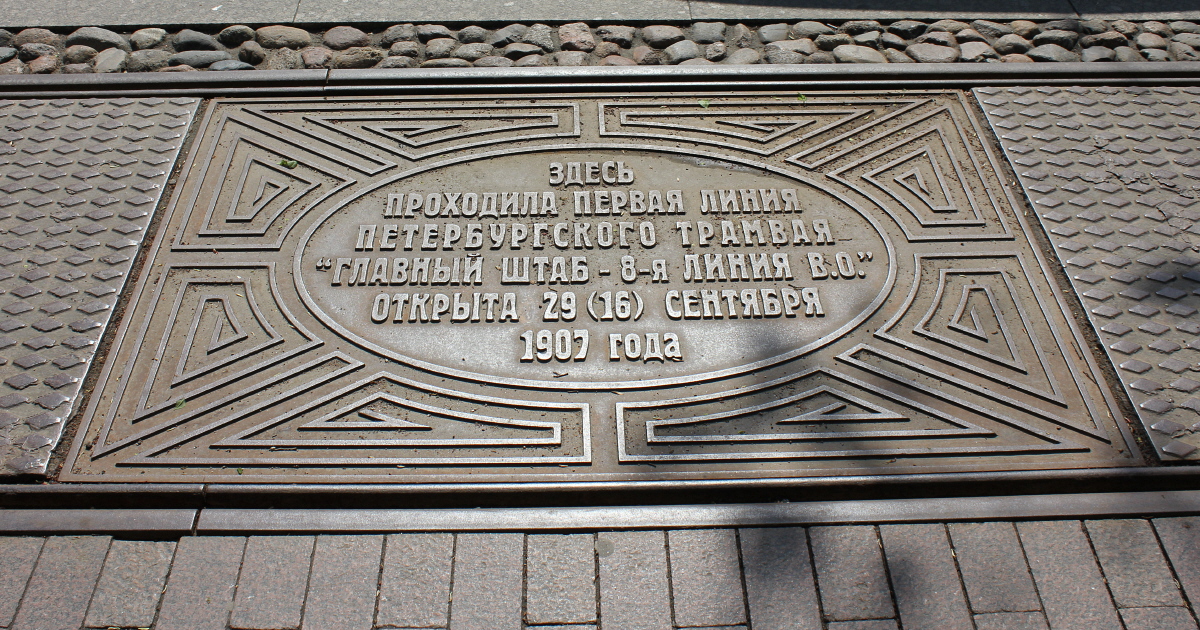 ЗДЕСЬ
ПРОХОДИЛА ПЕРВАЯ ЛИНИЯ
ПЕТЕРБУРГСКОГО ТРАМВАЯ
“ГЛАВНЫЙ ШТАБ - 8-я ЛИНИЯ В.О.”
ОТКРЫТА 29 (16) СЕНТЯБРЯ
1907 года